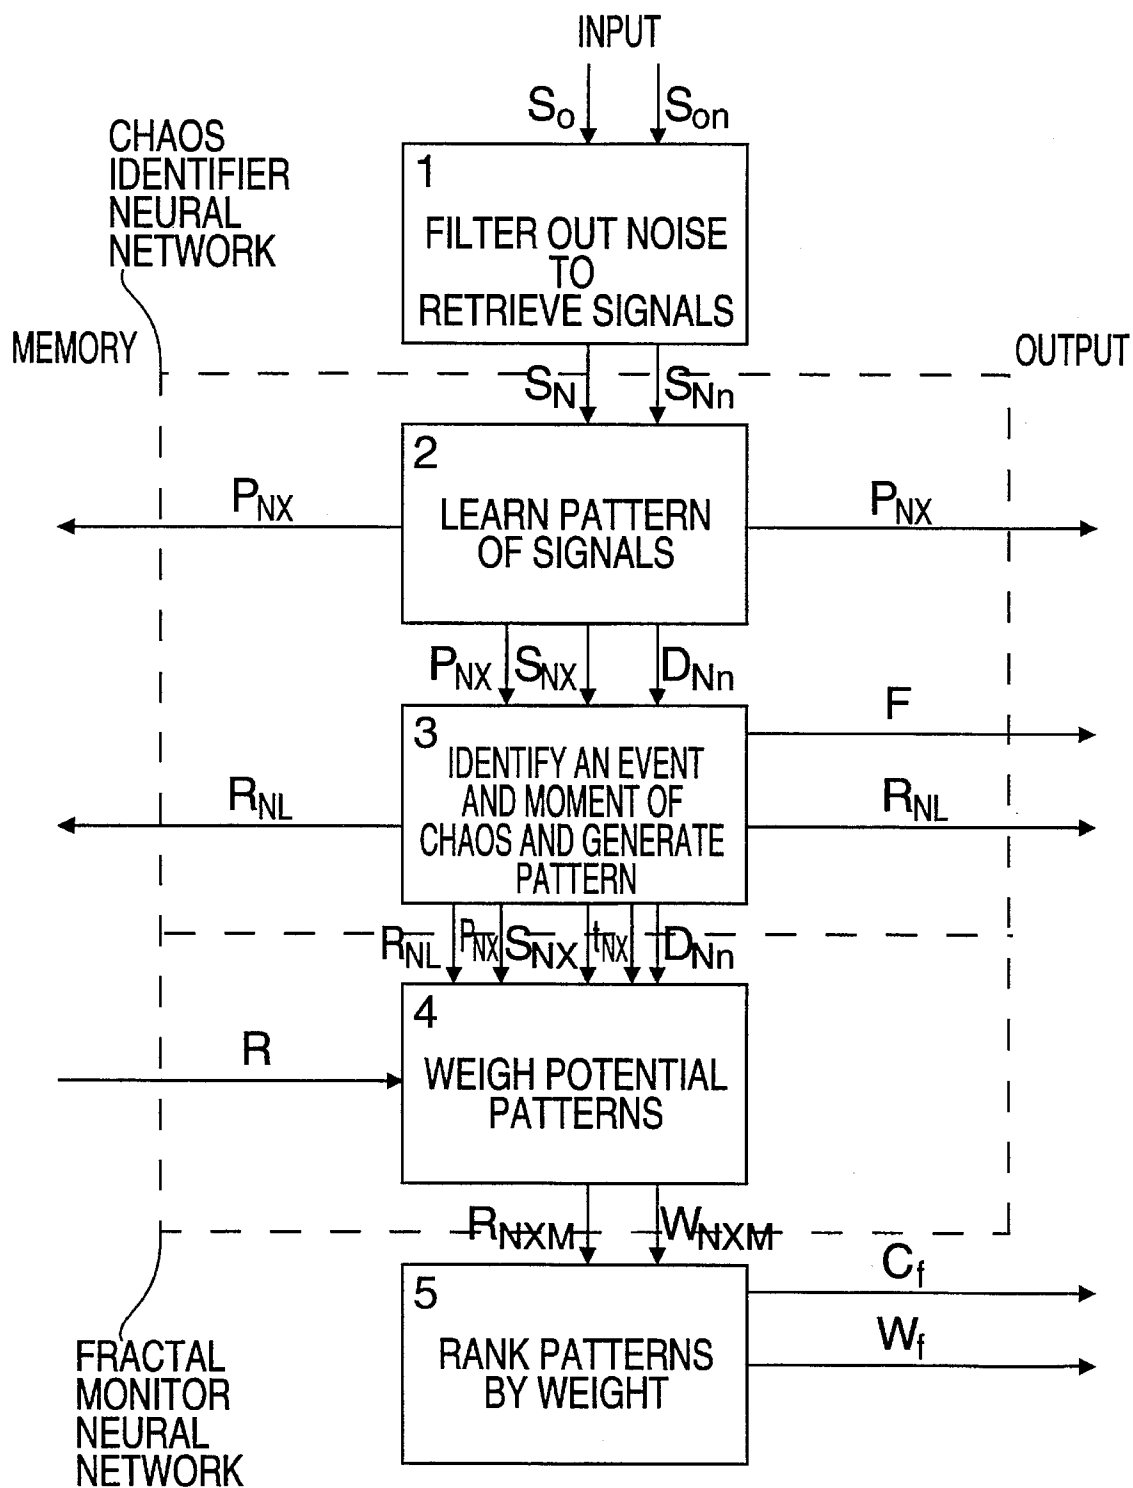 INPUT
So Son
CHAOS
IDENTIFIER
NEURAL
NETWORK
1
FILTER OUT NOISE
TO
RETRIEVE SIGNALS
MEMORY
OUTPUT
SN SNn
2
LEARN PATTERN
OF SIGNALS
PNX
PNX
PNX SNX DNn
3
IDENTIFY AN EVENT
AND MOMENT OF
CHAOS AND GENERATE
PATTERN
F
RNL
RNL
RNL PNX SNX tNX DNn
4
WEIGH POTENTIAL
PATTERNS
R
RNXM WNXM
5
RANK PATTERNS
BY WEIGHT
Cf
Wf
FRACTAL
MONITOR
NEURAL
NETWORK